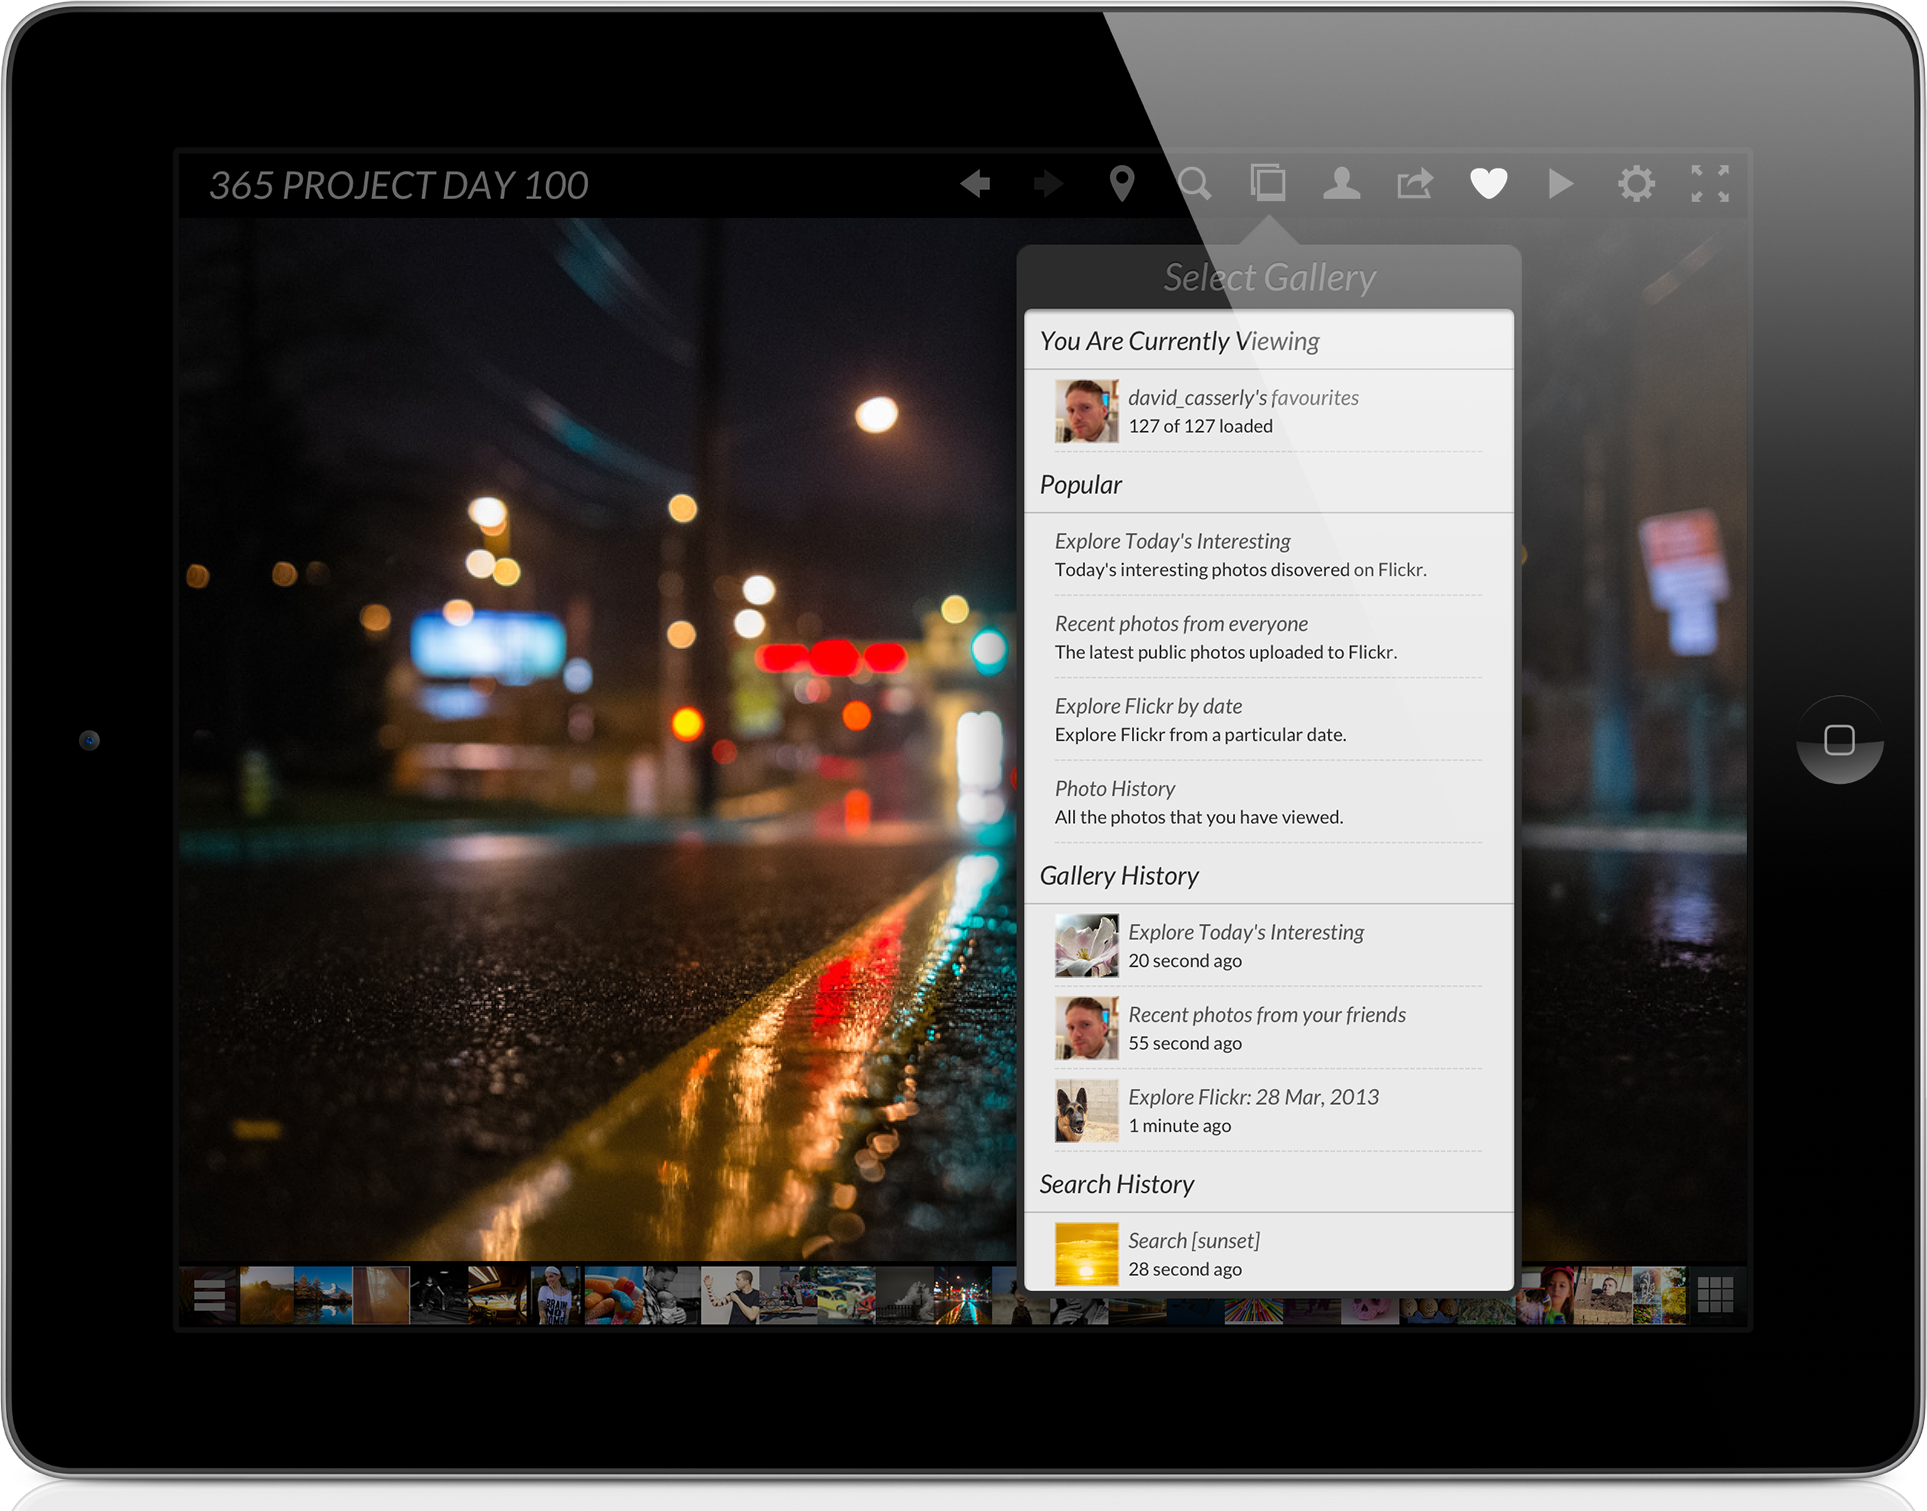 365 PROJECT DAY 100
Select Gallery
You Are Currently Viewing
david_casserly's favourites
127 of 127 loaded
Popular
Explore Today's Interesting
Today's interesting photos disovered on Flickr.
Recent photos from everyone
The latest public photos uploaded to Flickr.
Explore Flickr by date
Explore Flickr from a particular date.
Photo History
All the photos that you have viewed.
Gallery History
Explore Today's Interesting
20 second ago
Recent photos from your friends
55 second ago
Explore Flickr: 28 Mar, 2013
1 minute ago
Search History
Search [sunset]
28 second ago